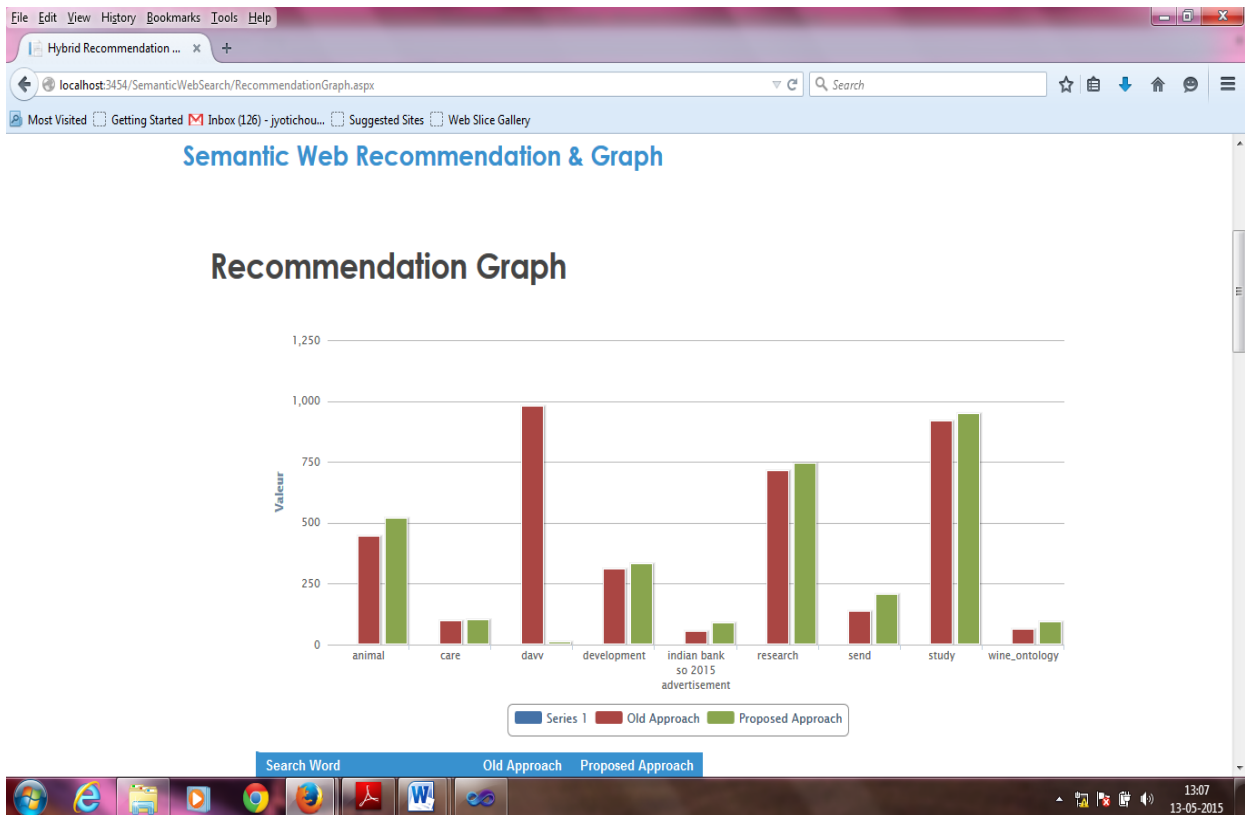 File Edit View History Bookmarks Tools Help
Hybrid Recommendation ... × +
localhost:3454/SemanticWebSearch/RecommendationGraph.aspx
Search
Most Visited Getting Started Inbox (126) - jyotichou... Suggested Sites Web Slice Gallery
Semantic Web Recommendation & Graph
Recommendation Graph
1,250
1,000
750
500
250
0
Valeur
animal care davv development indian bank so 2015 advertisement research send study wine_ontology
Series 1 Old Approach Proposed Approach
Search Word Old Approach Proposed Approach
13:07
13-05-2015